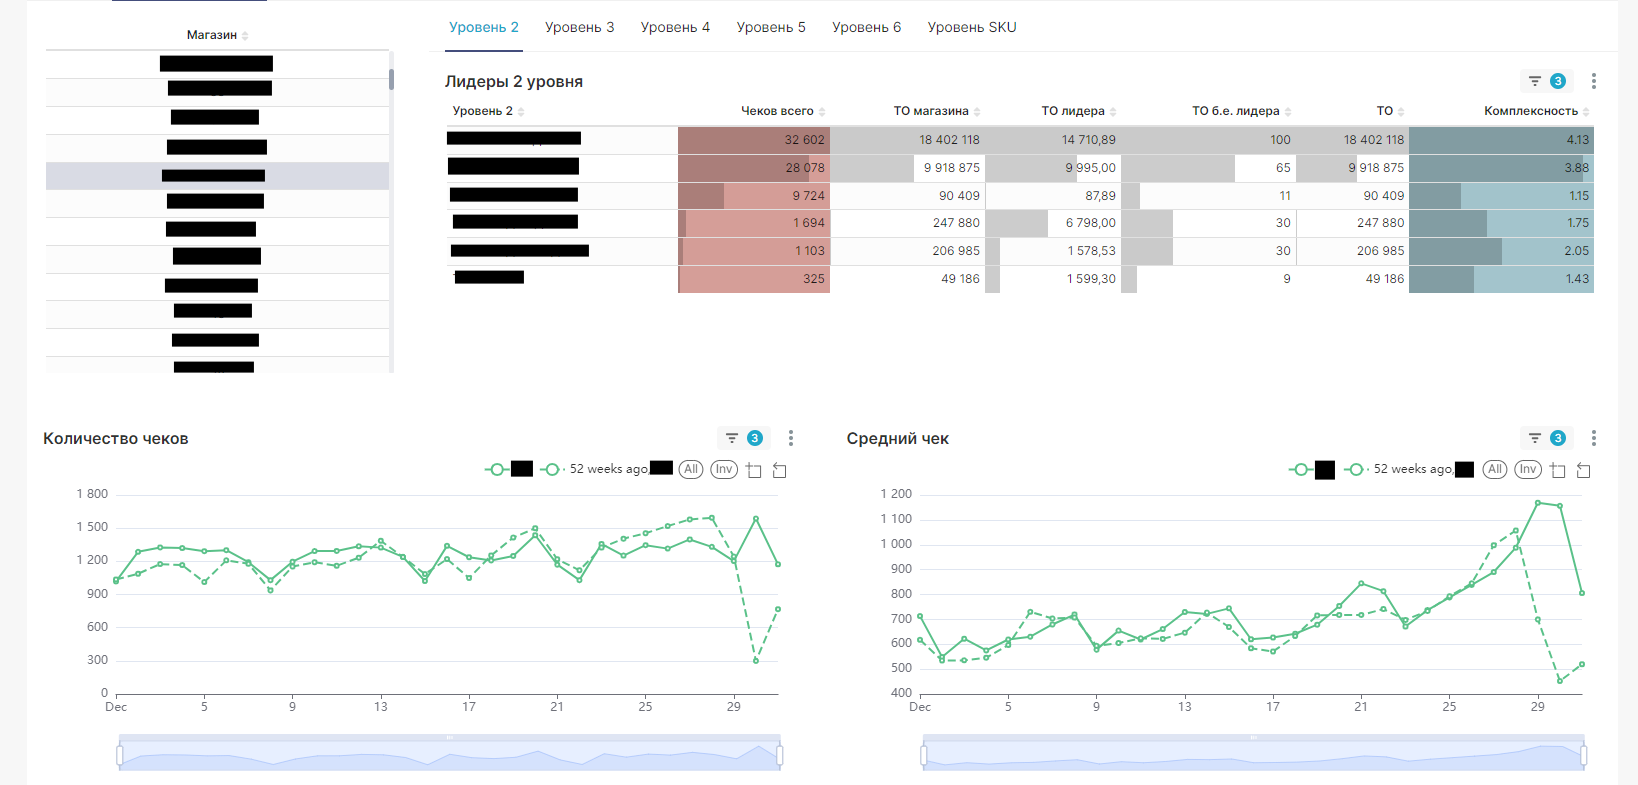 Магазин
Уровень 2 Уровень 3 Уровень 4 Уровень 5 Уровень 6 Уровень SKU
Лидеры 2 уровня
3
Уровень 2 Чеков всего ТО магазина ТО лидера ТО б.е. лидера ТО Комплексность
32 602 18 402 118 14 710,89 100 18 402 118 4.13
28 078 9 918 875 9 995,00 65 9 918 875 3.88
9 724 90 409 87,89 11 90 409 1.15
1 694 247 880 6 798,00 30 247 880 1.75
1 103 206 985 1 578,53 30 206 985 2.05
325 49 186 1 599,30 9 49 186 1.43
Количество чеков
3
52 weeks ago, All Inv
1 800
1 500
1 200
900
600
300
0
Dec 5 9 13 17 21 25 29
Средний чек
3
52 weeks ago, All Inv
1 200
1 100
1 000
900
800
700
600
500
400
Dec 5 9 13 17 21 25 29